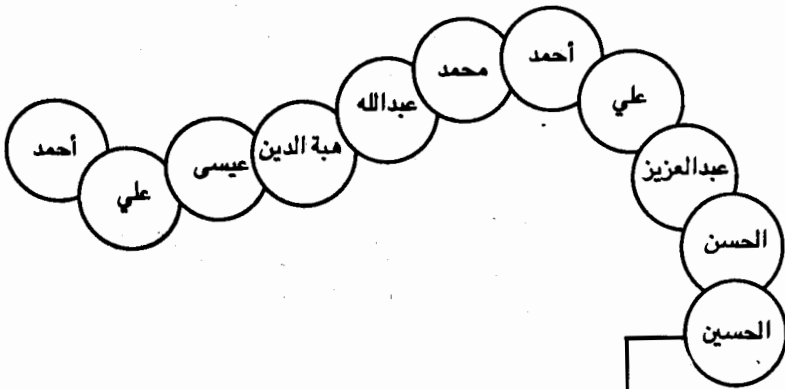 أحمد
محمد
علي
عبدالله
هبة الدين
عيسى
علي
أحمد
عبدالعزيز
الحسن
الحسين